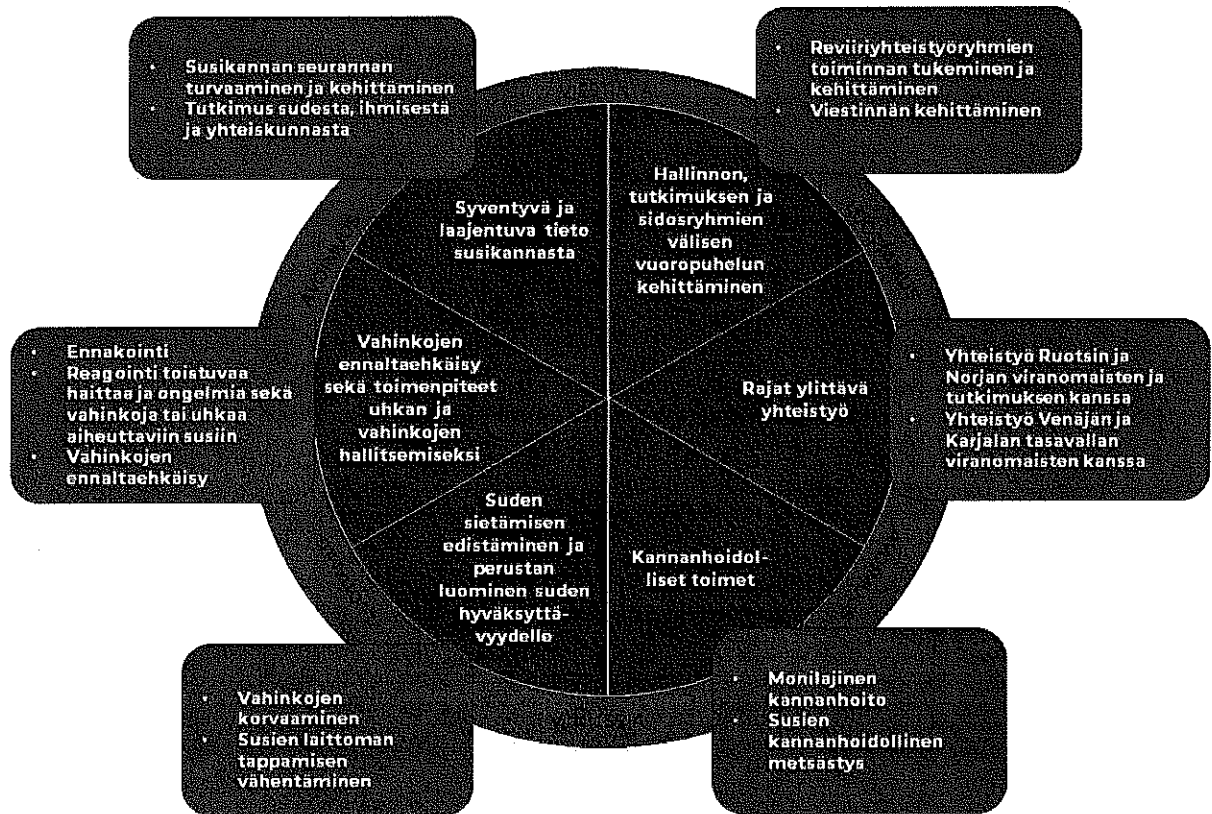 • Susikannan seurannan
turvaaminen ja kehittäminen
• Tutkimus sudesta, ihmisestä
ja yhteiskunnasta
• Reviiriyhteistyöryhmien
toiminnan tukeminen ja
kehittäminen
• Viestinnän kehittäminen
Syventyvä ja
laajentuva tieto
susikannasta
Hallinnon,
tutkimuksen ja
sidosryhmien
välisen
vuoropuhelun
kehittäminen
• Ennakointi
• Reagointi toistuvaa
haittaa ja ongelmia sekä
vahinkoja tai uhkaa
aiheuttaviin susiin
• Vahinkojen
ennaltaehkäisy
Vahinkojen
ennaltaehkäisy
sekä toimenpiteet
uhkan ja
vahinkojen
hallitsemiseksi
Rajat ylittävä
yhteistyö
• Yhteistyö Ruotsin ja
Norjan viranomaisten ja
tutkimuksen kanssa
• Yhteistyö Venäjän ja
Karjalan tasavallan
viranomaisten kanssa
Suden
sietämisen
edistäminen ja
perustan
luominen suden
hyväksyttä-
vyydelle
Kannanhoidol-
liset toimet
• Vahinkojen
korvaaminen
• Susien laittoman
tappamisen
vähentäminen
• Monilajinen
kannanhoito
• Susien
kannanhoidollinen
metsästys